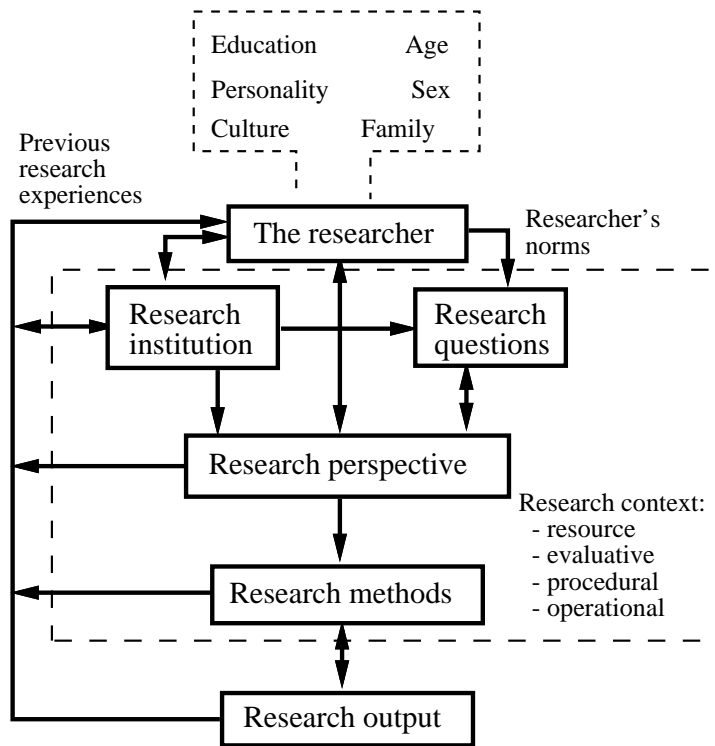 Education Age
Personality Sex
Culture Family
Previous
research
experiences
The researcher
Researcher's
norms
Research
institution
Research
questions
Research perspective
Research context:
- resource
- evaluative
- procedural
- operational
Research methods
Research output